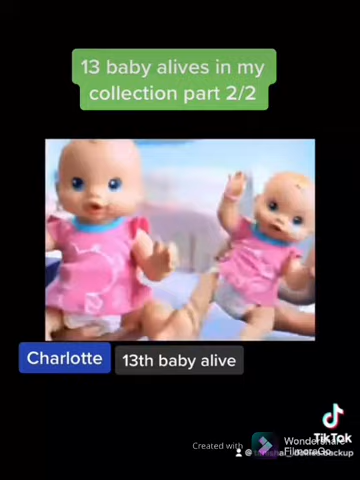 13 baby alives in my
collection part 2/2
Charlotte
13th baby alive
TikTok
Created with
Wondershare
FilmoraGo